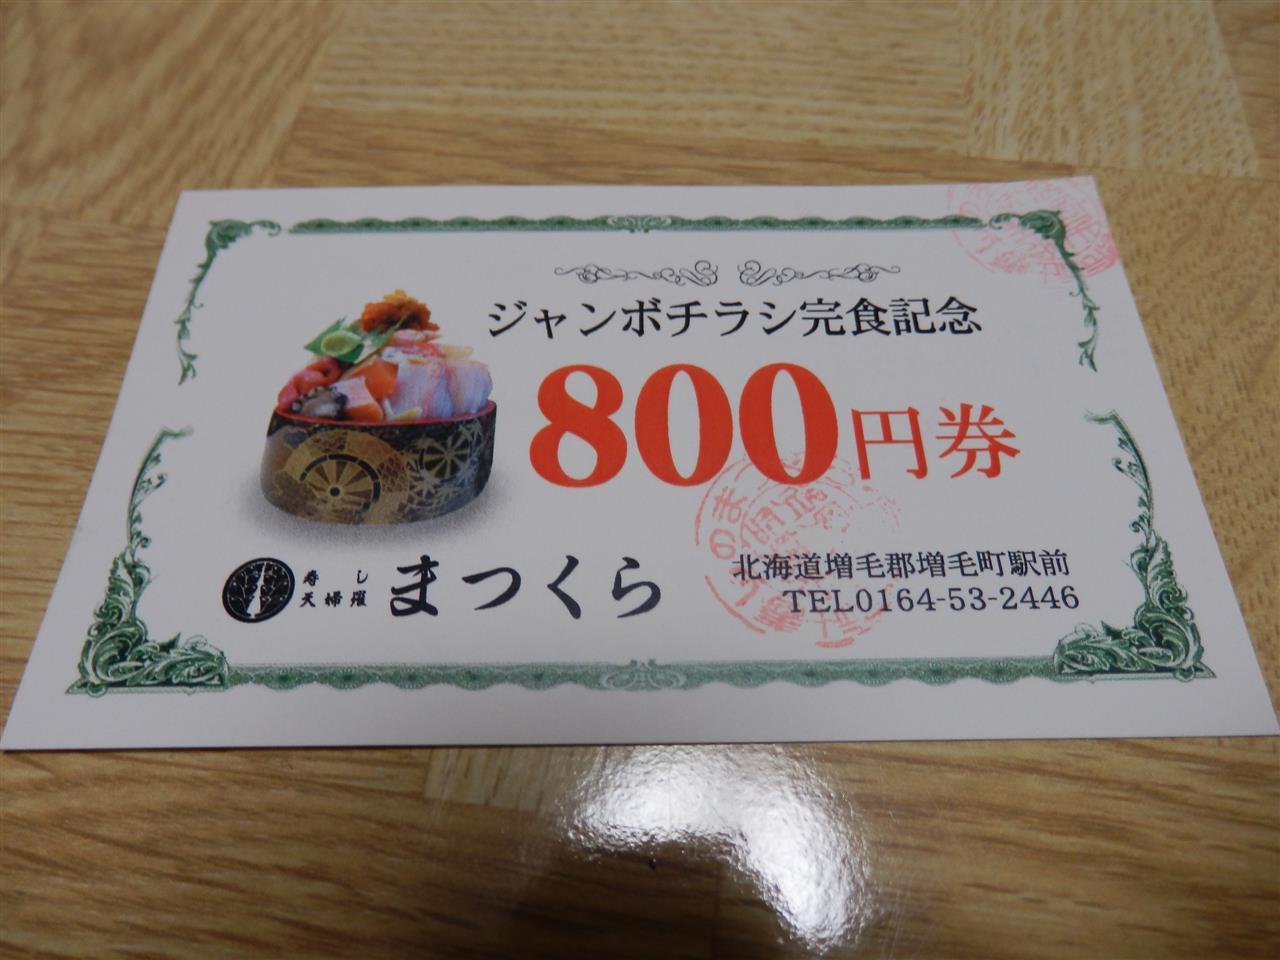 ジャンボチラシ完食記念
800円券
寿し
天婦羅
まつくら
北海道増毛郡増毛町駅前
TEL0164-53-2446